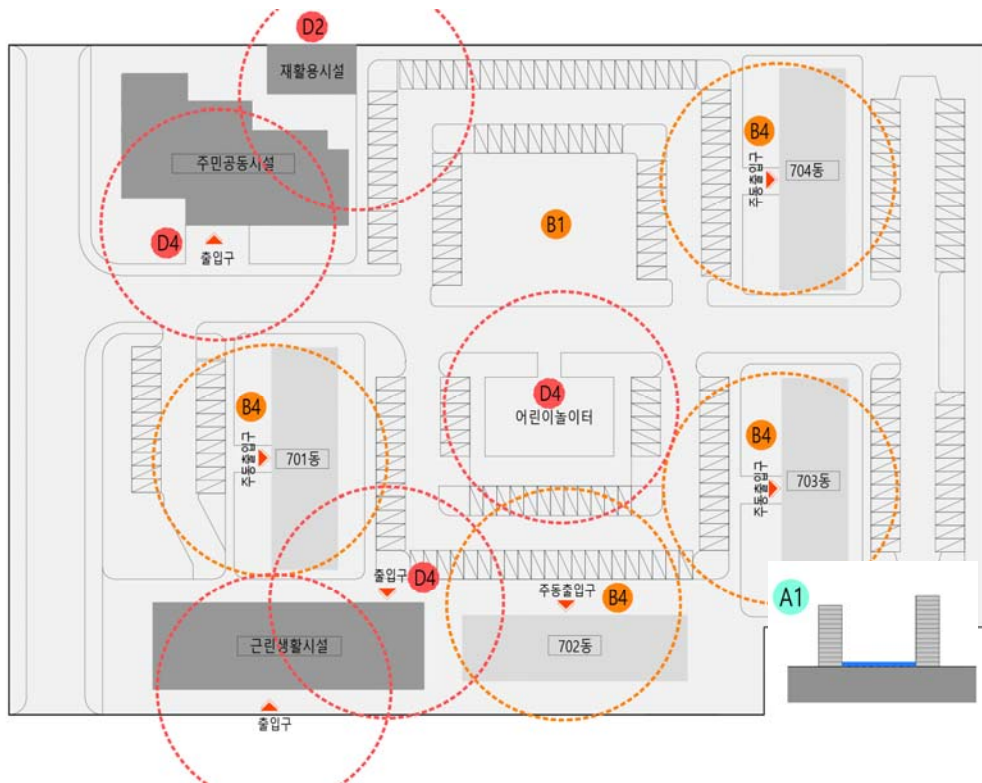 D2
재활용시설
주민공동시설
D4
출입구
B1
B4
주동출입구
704동
B4
주동출입구
701동
D4
어린이놀이터
B4
주동출입구
703동
출입구
D4
주동출입구
B4
근린생활시설
702동
출입구
A1